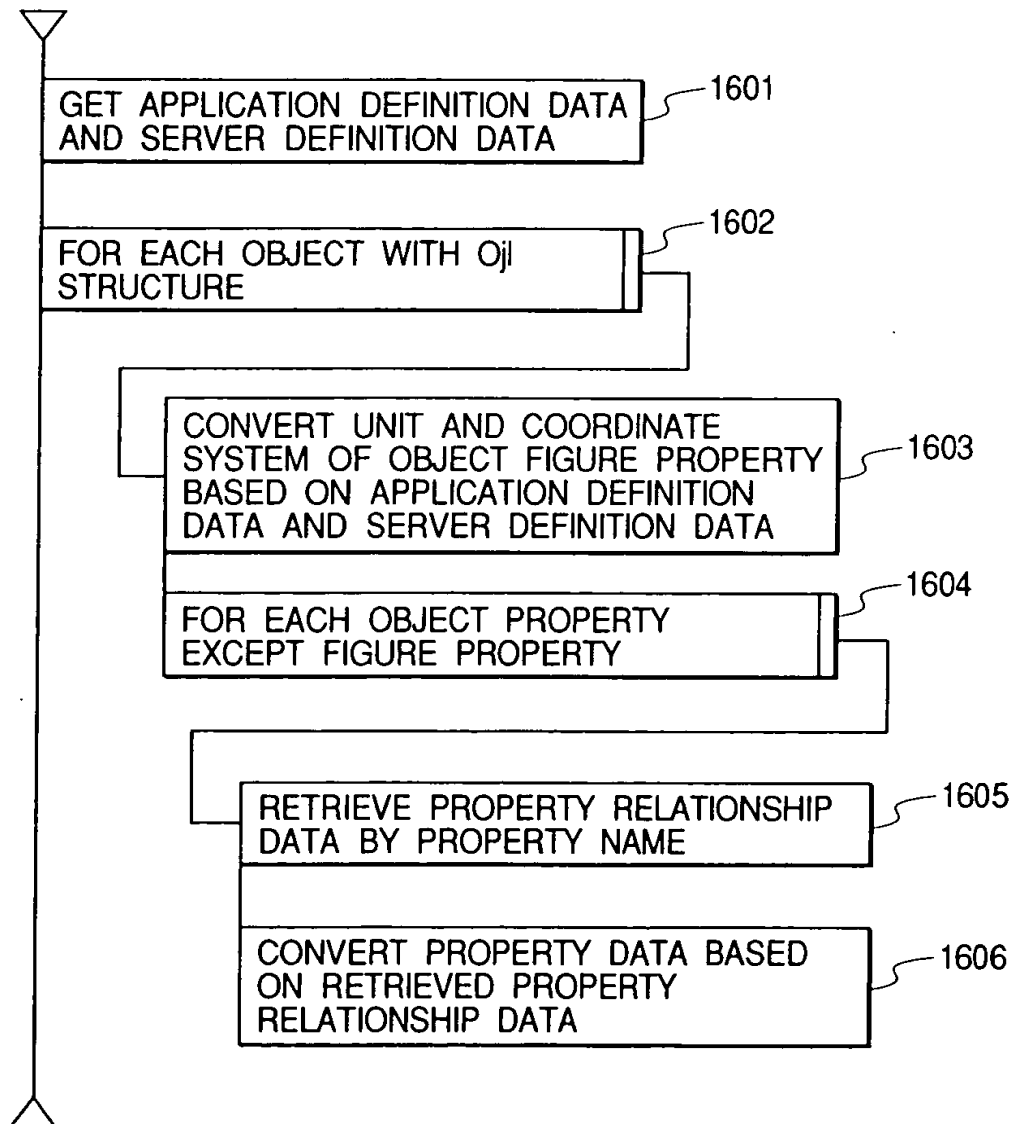 GET APPLICATION DEFINITION DATA
AND SERVER DEFINITION DATA
1601
FOR EACH OBJECT WITH Ojl
STRUCTURE
1602
CONVERT UNIT AND COORDINATE
SYSTEM OF OBJECT FIGURE PROPERTY
BASED ON APPLICATION DEFINITION
DATA AND SERVER DEFINITION DATA
1603
FOR EACH OBJECT PROPERTY
EXCEPT FIGURE PROPERTY
1604
RETRIEVE PROPERTY RELATIONSHIP
DATA BY PROPERTY NAME
1605
CONVERT PROPERTY DATA BASED
ON RETRIEVED PROPERTY
RELATIONSHIP DATA
1606